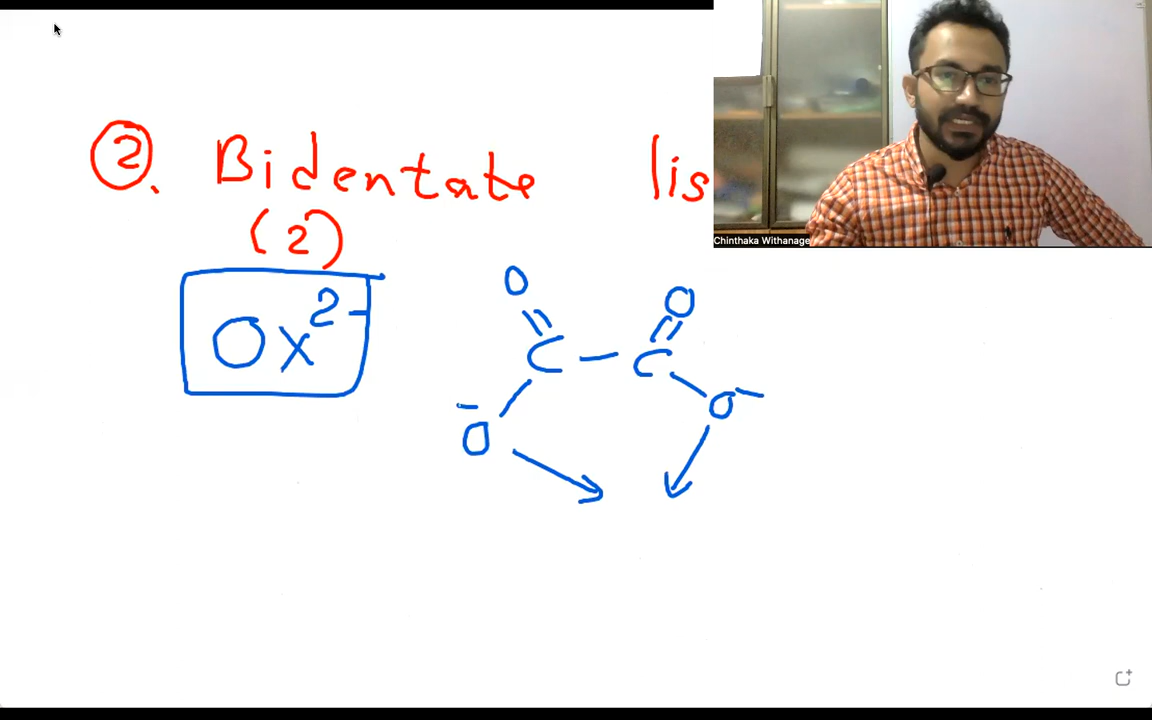 ②. Bidentate lis
(2)
Ox²⁻
O O
C – C
⁻O O⁻
Chinthaka Withanage